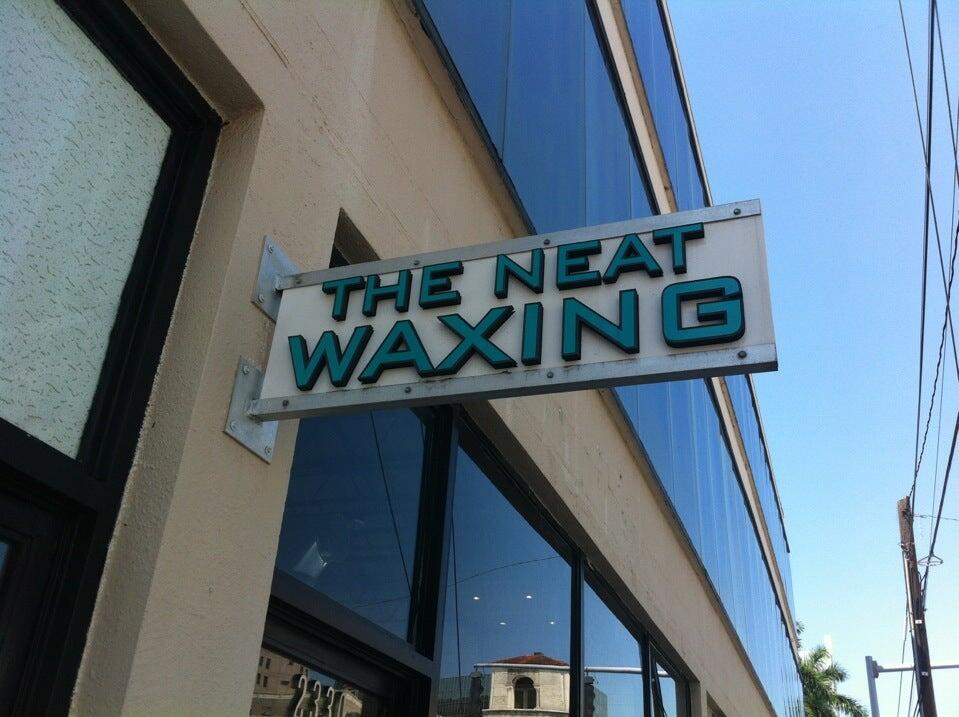 THE NEAT
WAXING